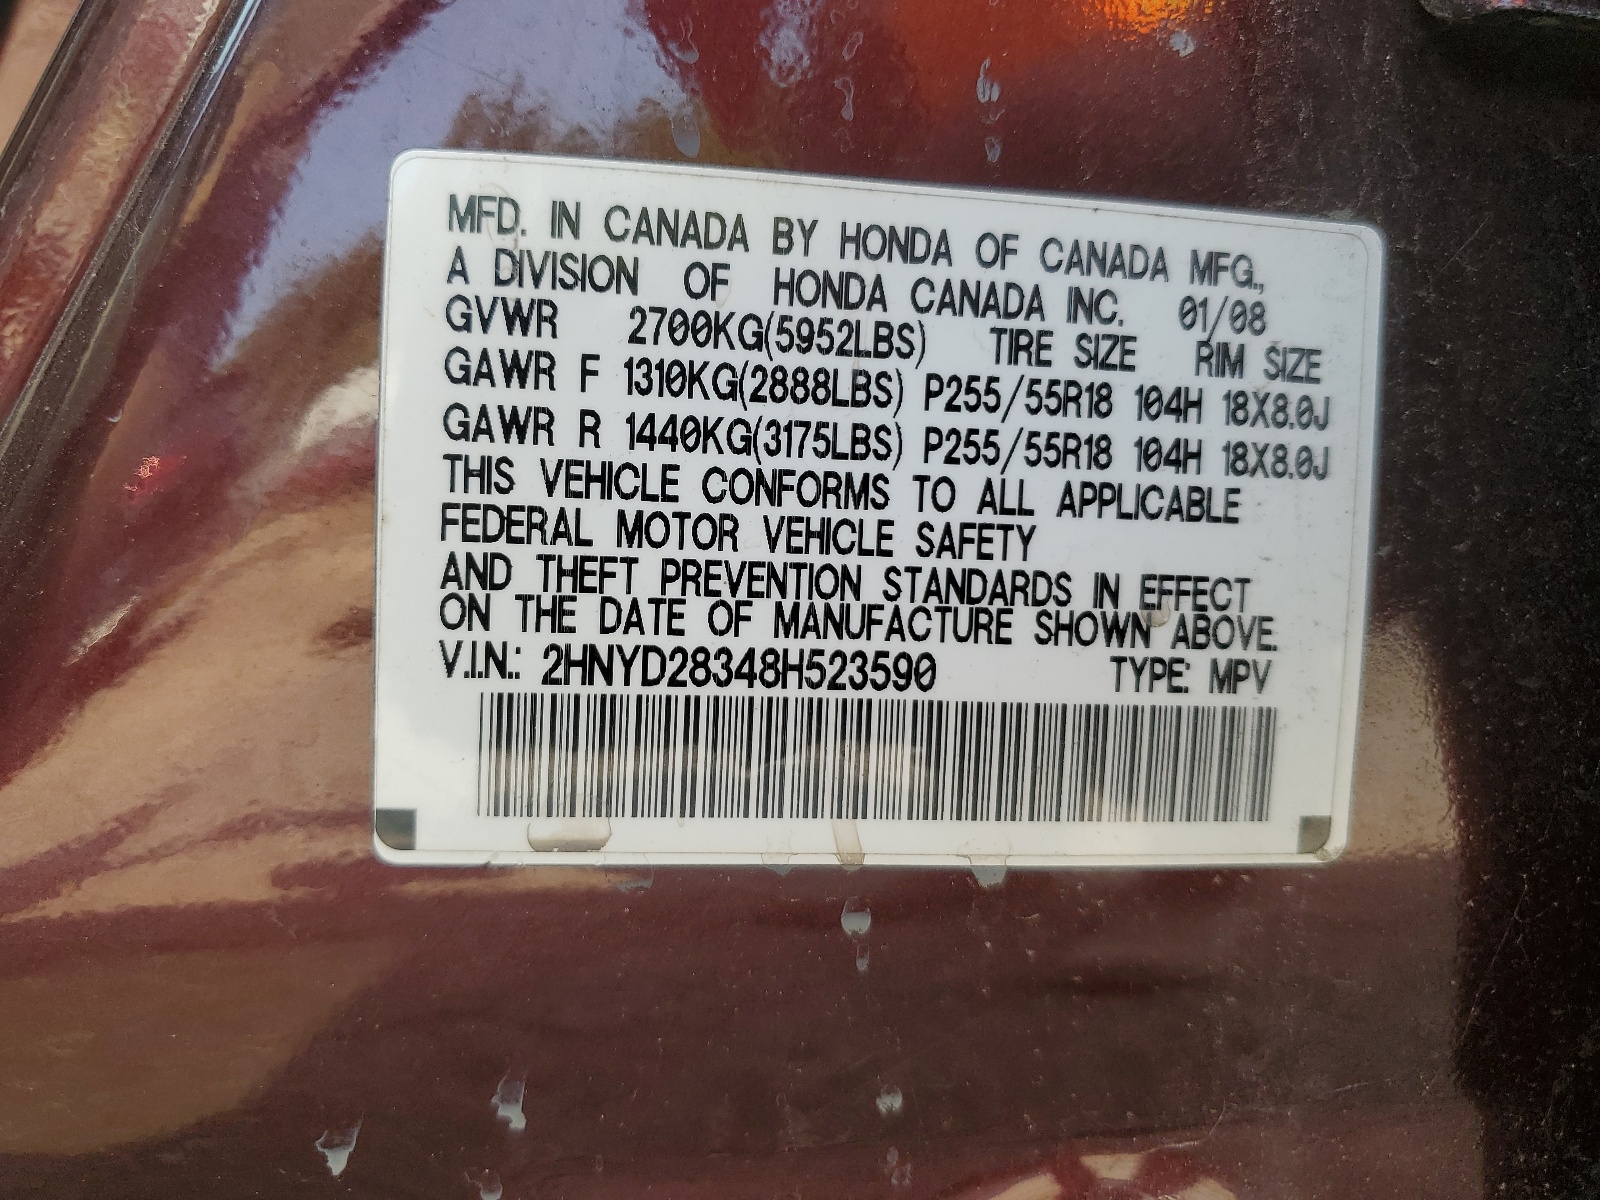 MFD. IN CANADA BY HONDA OF CANADA MFG.,
A DIVISION OF HONDA CANADA INC. 01/08
GVWR 2700KG(5952LBS) TIRE SIZE RIM SIZE
GAWR F 1310KG(2888LBS) P255/55R18 104H 18X8.0J
GAWR R 1440KG(3175LBS) P255/55R18 104H 18X8.0J
THIS VEHICLE CONFORMS TO ALL APPLICABLE
FEDERAL MOTOR VEHICLE SAFETY
AND THEFT PREVENTION STANDARDS IN EFFECT
ON THE DATE OF MANUFACTURE SHOWN ABOVE.
V.I.N.: 2HNYD28348H523590 TYPE: MPV